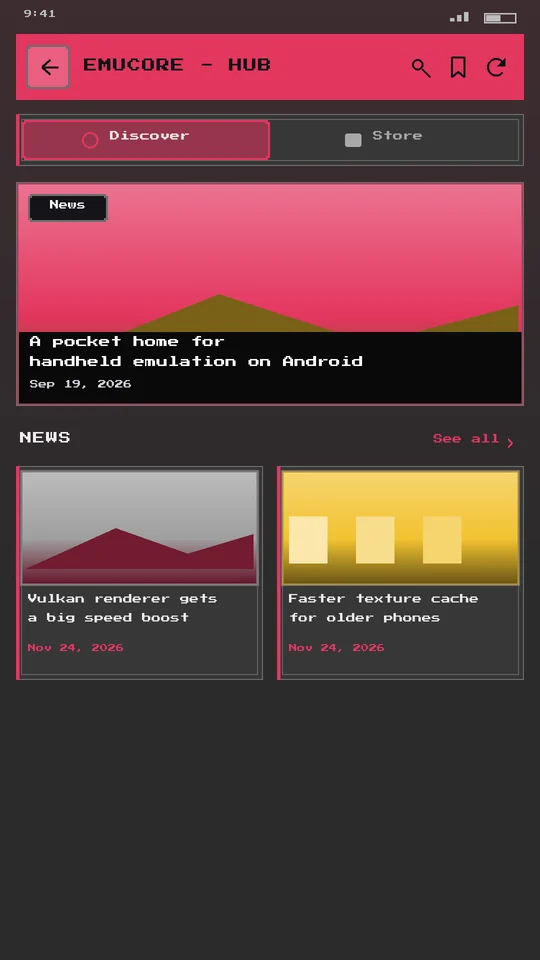 9:41
EMUCORE - HUB
Discover
Store
News
A pocket home for
handheld emulation on Android
Sep 19, 2026
NEWS
See all
Vulkan renderer gets
a big speed boost
Nov 24, 2026
Faster texture cache
for older phones
Nov 24, 2026